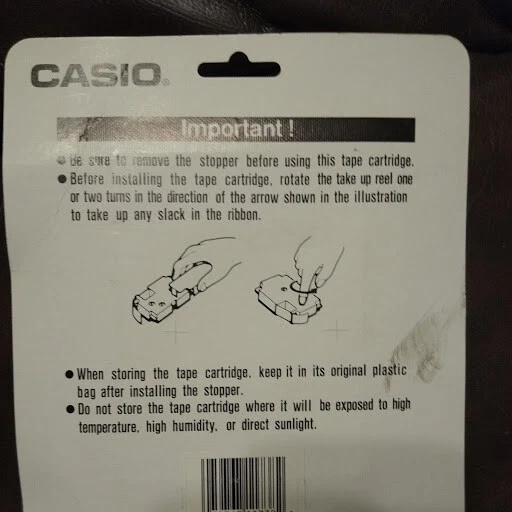 CASIO®
Important !
● Be sure to remove the stopper before using this tape cartridge.
● Before installing the tape cartridge, rotate the take up reel one
or two turns in the direction of the arrow shown in the illustration
to take up any slack in the ribbon.
● When storing the tape cartridge, keep it in its original plastic
bag after installing the stopper.
● Do not store the tape cartridge where it will be exposed to high
temperature, high humidity, or direct sunlight.